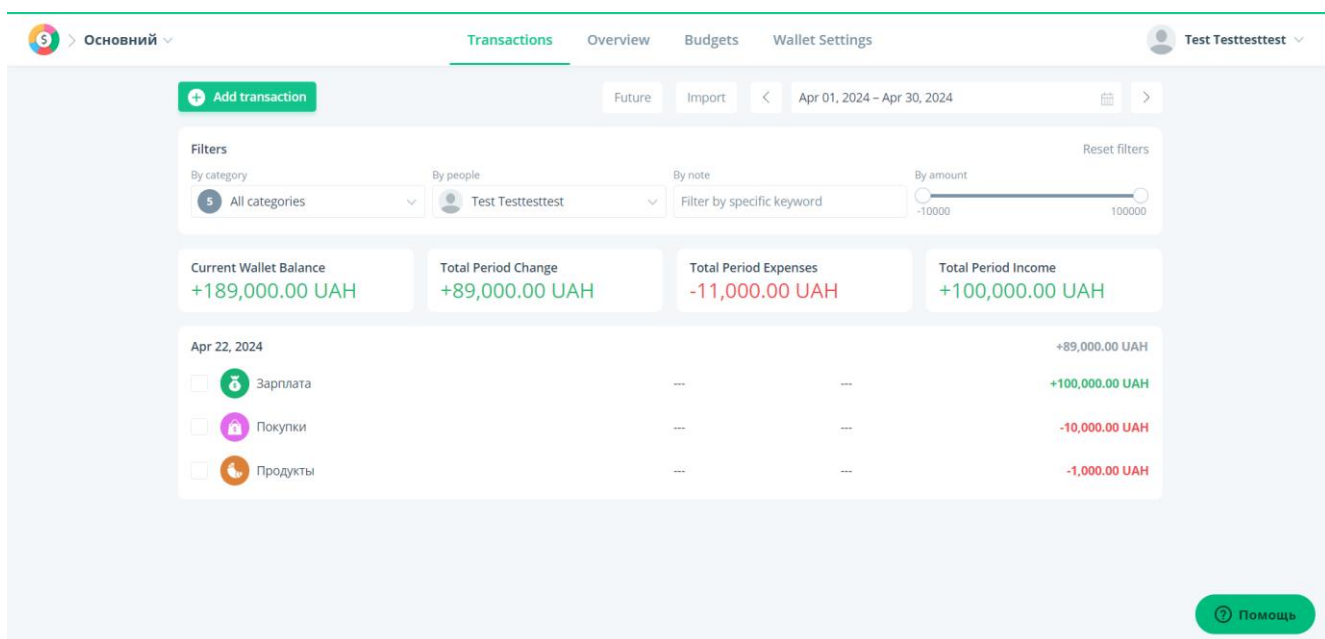 Основний
Transactions Overview Budgets Wallet Settings
Test Testtesttest
Add transaction
Future Import Apr 01, 2024 – Apr 30, 2024
Filters
Reset filters
By category By people By note By amount
5 All categories Test Testtesttest Filter by specific keyword
-10000 100000
Current Wallet Balance Total Period Change Total Period Expenses Total Period Income
+189,000.00 UAH +89,000.00 UAH -11,000.00 UAH +100,000.00 UAH
Apr 22, 2024 +89,000.00 UAH
Зарплата --- --- +100,000.00 UAH
Покупки --- --- -10,000.00 UAH
Продукты --- --- -1,000.00 UAH
Помощь